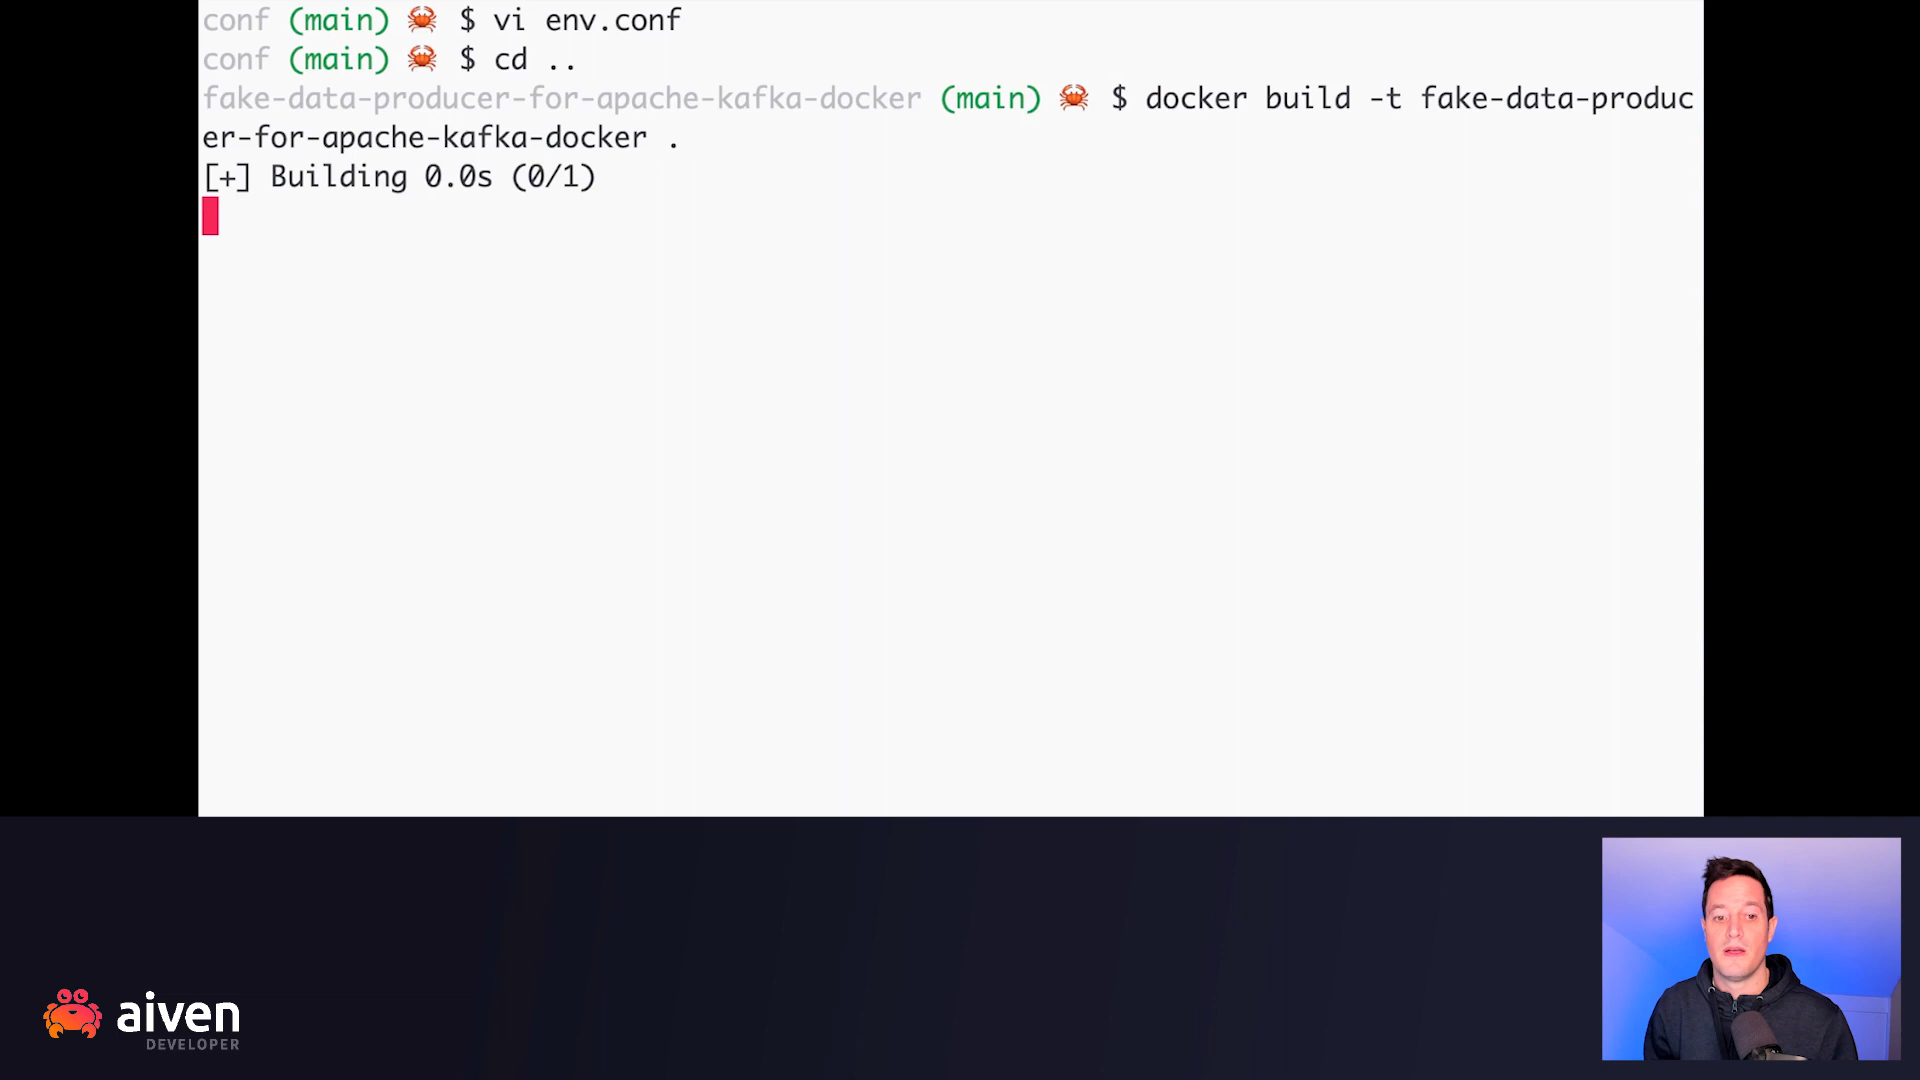 conf (main) 🦀 $ vi env.conf
conf (main) 🦀 $ cd ..
fake-data-producer-for-apache-kafka-docker (main) 🦀 $ docker build -t fake-data-produc
er-for-apache-kafka-docker .
[+] Building 0.0s (0/1)
aiven
DEVELOPER